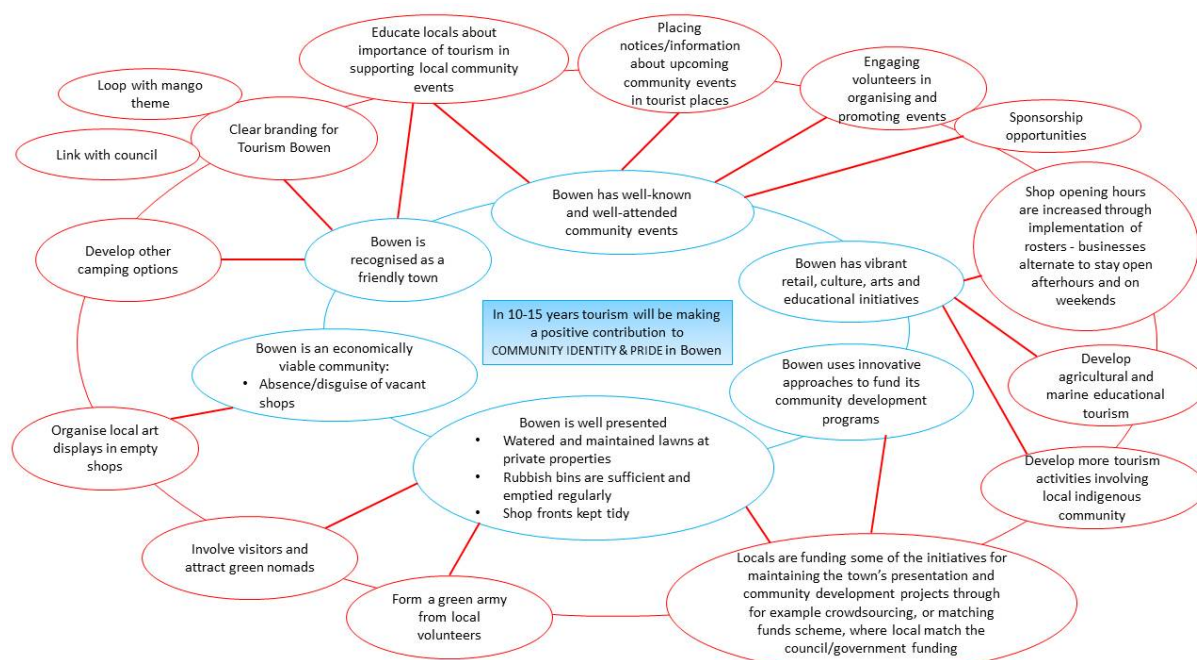 Educate locals about
importance of tourism in
supporting local community
events
Placing
notices/information
about upcoming
community events
in tourist places
Engaging
volunteers in
organising and
promoting events
Sponsorship
opportunities
Loop with mango
theme
Clear branding for
Tourism Bowen
Link with council
Bowen has well-known
and well-attended
community events
Shop opening hours
are increased through
implementation of
rosters - businesses
alternate to stay open
afterhours and on
weekends
Develop other
camping options
Bowen is
recognised as a
friendly town
Bowen has vibrant
retail, culture, arts and
educational initiatives
In 10-15 years tourism will be making
a positive contribution to
COMMUNITY IDENTITY & PRIDE in Bowen
Bowen is an economically
viable community:
• Absence/disguise of vacant
shops
Bowen uses innovative
approaches to fund its
community development
programs
Develop
agricultural and
marine educational
tourism
Organise local art
displays in empty
shops
Bowen is well presented
• Watered and maintained lawns at
private properties
• Rubbish bins are sufficient and
emptied regularly
• Shop fronts kept tidy
Develop more tourism
activities involving
local indigenous
community
Involve visitors and
attract green nomads
Form a green army
from local
volunteers
Locals are funding some of the initiatives for
maintaining the town's presentation and
community development projects through
for example crowdsourcing, or matching
funds scheme, where local match the
council/government funding